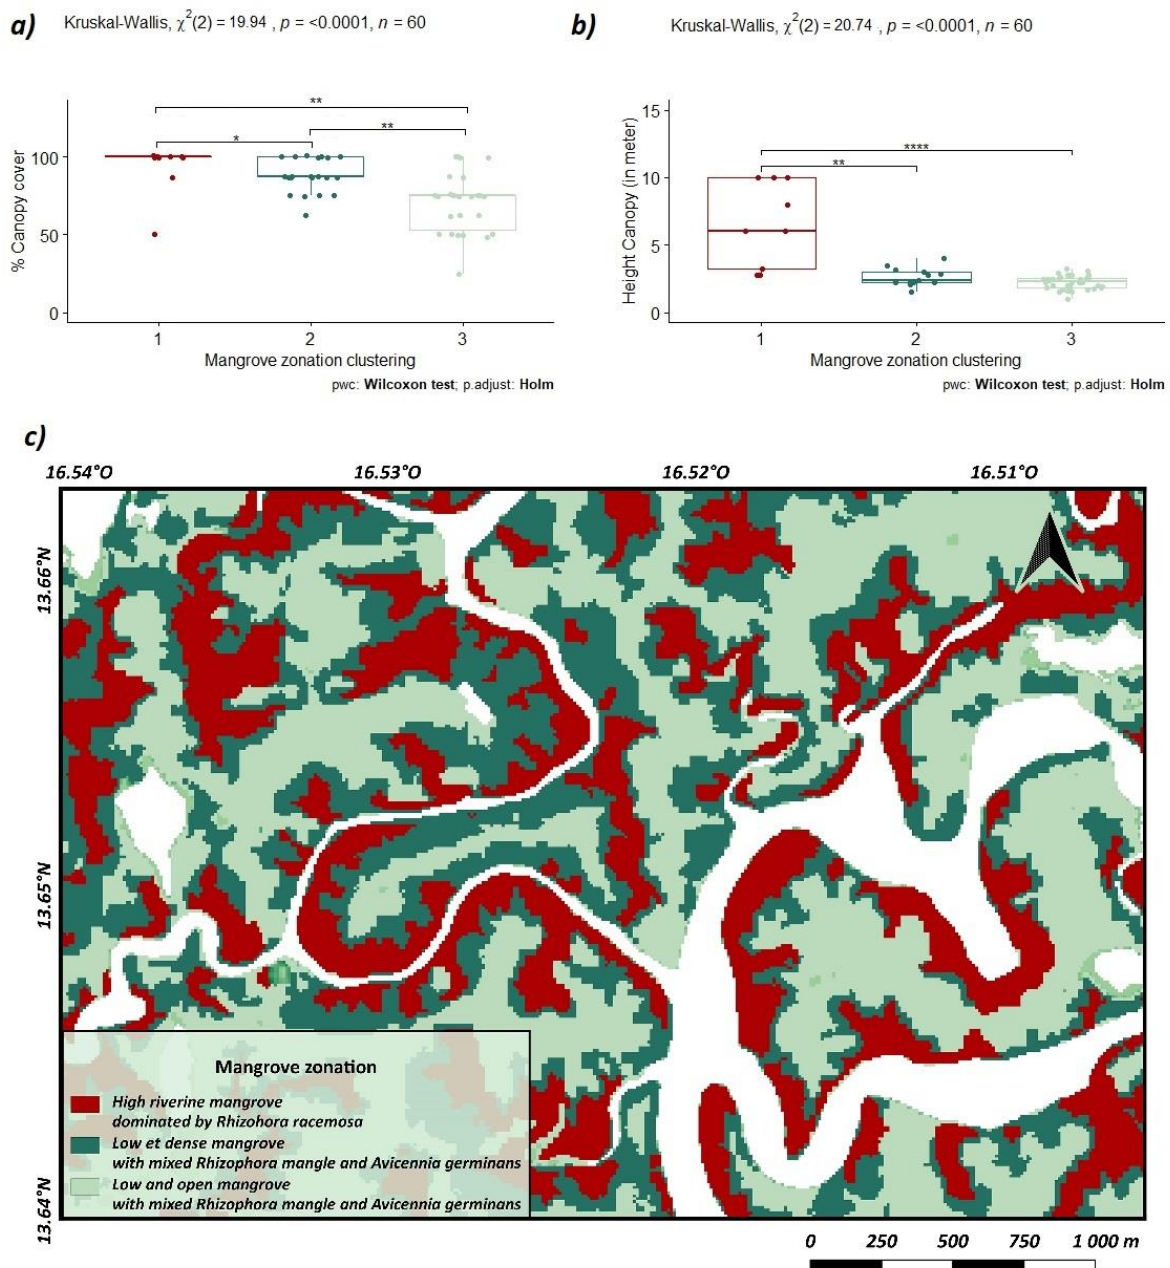 a) Kruskal-Wallis, χ²(2) = 19.94 , p = <0.0001, n = 60
**
*
**
% Canopy cover
100
50
0
1 2 3
Mangrove zonation clustering
pwc: Wilcoxon test; p.adjust: Holm
b) Kruskal-Wallis, χ²(2) = 20.74 , p = <0.0001, n = 60
****
**
Height Canopy (in meter)
15
10
5
0
1 2 3
Mangrove zonation clustering
pwc: Wilcoxon test; p.adjust: Holm
c)
16.54°O 16.53°O 16.52°O 16.51°O
13.66°N
13.65°N
13.64°N
Mangrove zonation
High riverine mangrove
dominated by Rhizohora racemosa
Low et dense mangrove
with mixed Rhizophora mangle and Avicennia germinans
Low and open mangrove
with mixed Rhizophora mangle and Avicennia germinans
0 250 500 750 1 000 m